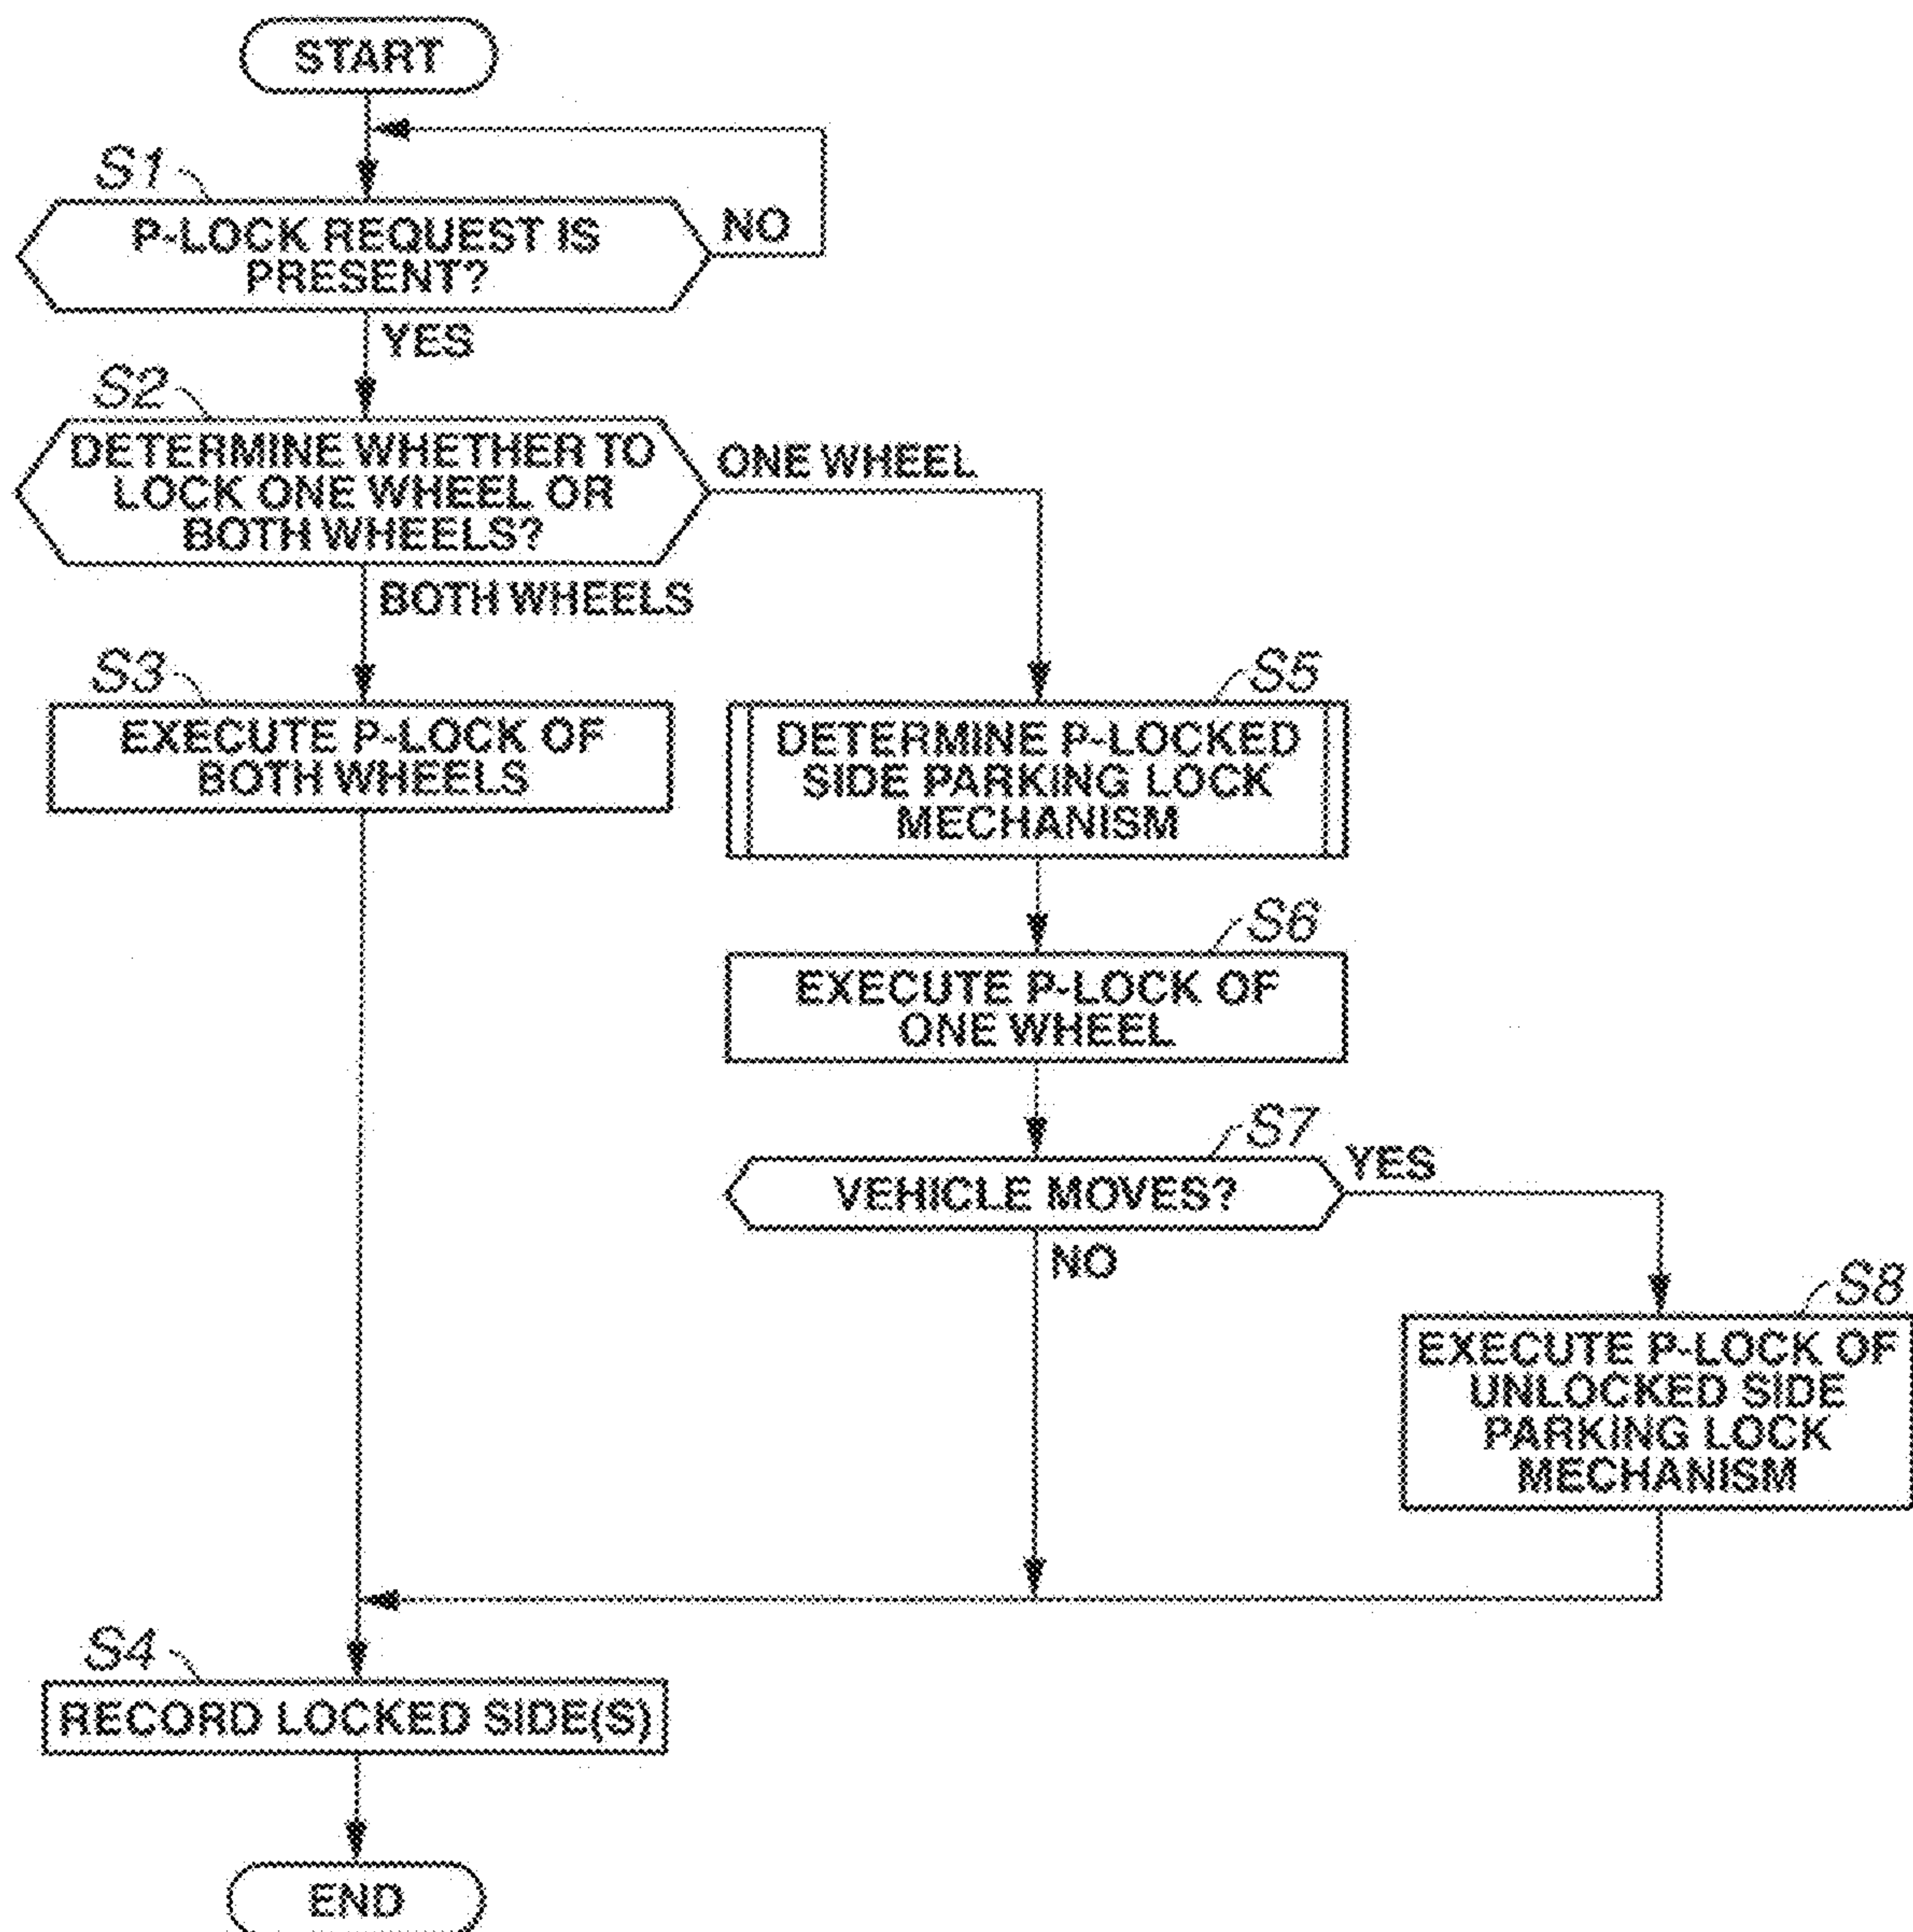 START
S1
P-LOCK REQUEST IS
PRESENT?
NO
YES
S2
DETERMINE WHETHER TO
LOCK ONE WHEEL OR
BOTH WHEELS?
ONE WHEEL
BOTH WHEELS
S3
EXECUTE P-LOCK OF
BOTH WHEELS
S5
DETERMINE P-LOCKED
SIDE PARKING LOCK
MECHANISM
S6
EXECUTE P-LOCK OF
ONE WHEEL
S7
VEHICLE MOVES?
YES
NO
S8
EXECUTE P-LOCK OF
UNLOCKED SIDE
PARKING LOCK
MECHANISM
S4
RECORD LOCKED SIDE(S)
END